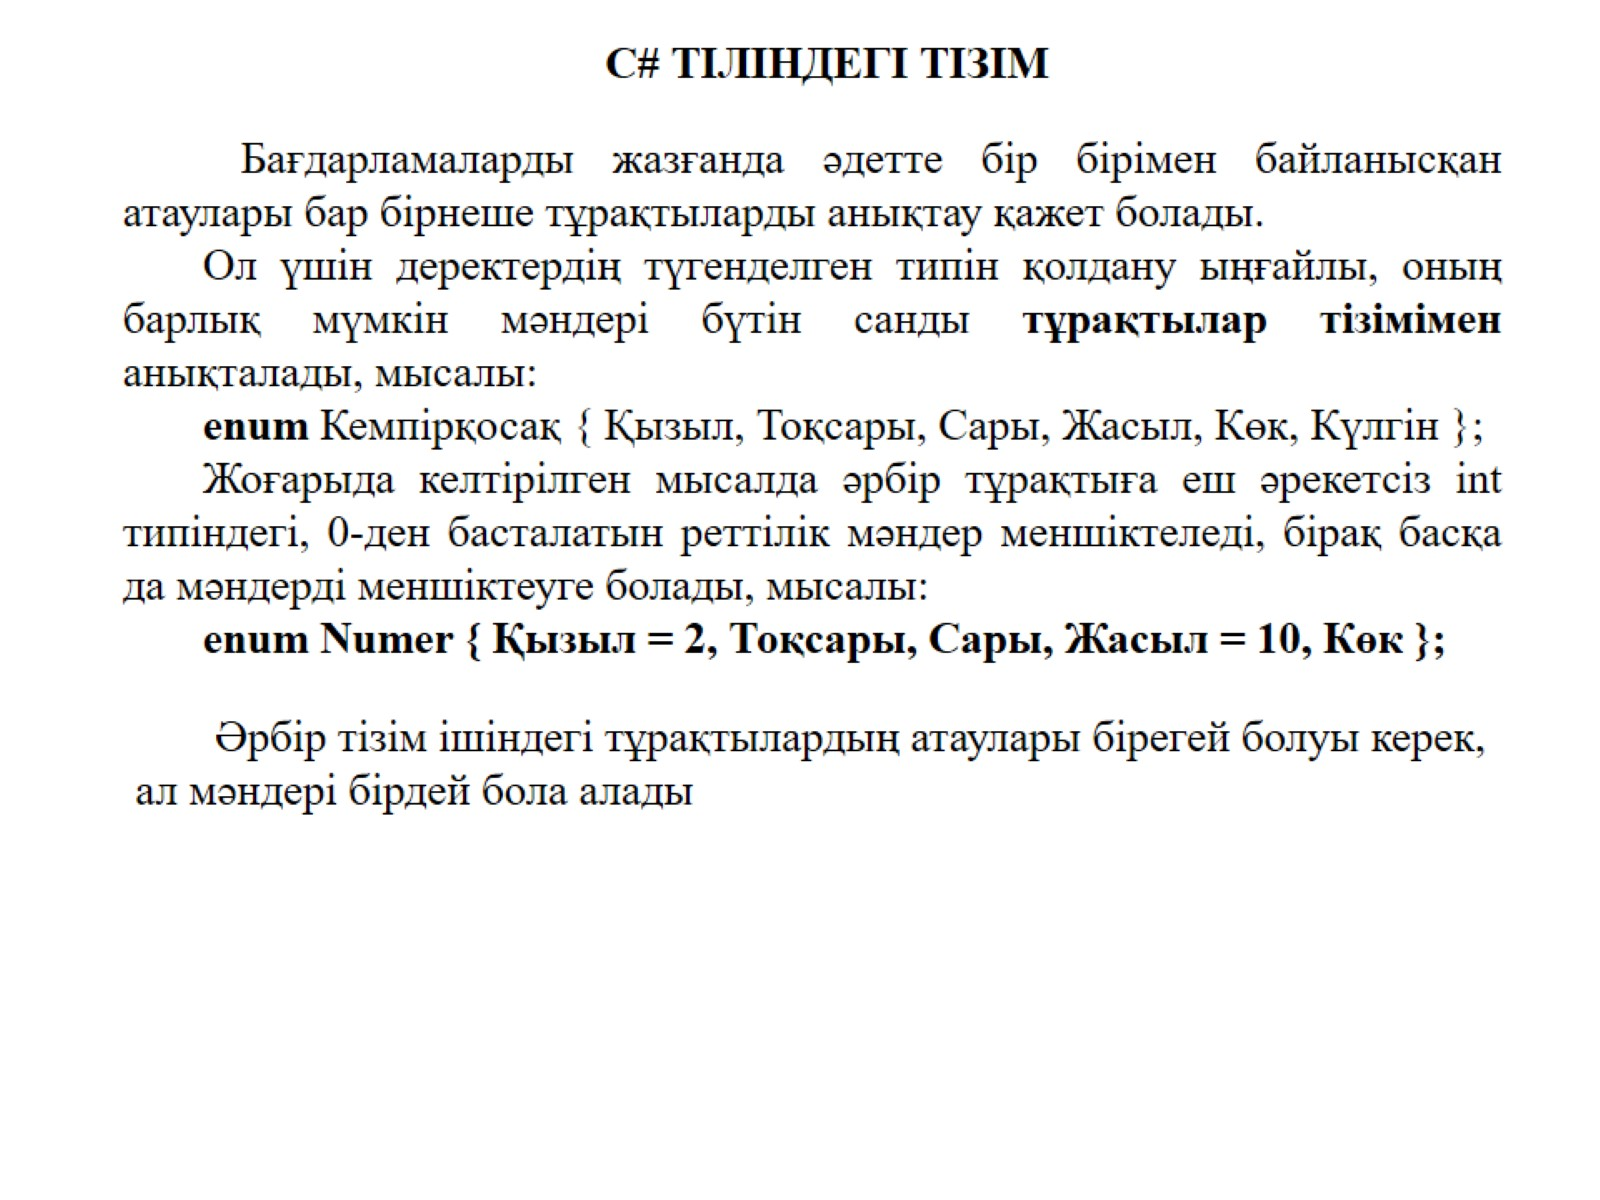 C# ТІЛІНДЕГІ ТІЗІМ
Бағдарламаларды жазғанда әдетте бір бірімен байланысқан
атаулары бар бірнеше тұрақтыларды анықтау қажет болады.
Ол үшін деректердің түгенделген типін қолдану ыңғайлы, оның
барлық мүмкін мәндері бүтін санды тұрақтылар тізімімен
анықталады, мысалы:
enum Кемпірқосақ { Қызыл, Тоқсары, Сары, Жасыл, Көк, Күлгін };
Жоғарыда келтірілген мысалда әрбір тұрақтыға еш әрекетсіз int
типіндегі, 0-ден басталатын реттілік мәндер меншіктеледі, бірақ басқа
да мәндерді меншіктеуге болады, мысалы:
enum Numer { Қызыл = 2, Тоқсары, Сары, Жасыл = 10, Көк };
Әрбір тізім ішіндегі тұрақтылардың атаулары бірегей болуы керек,
ал мәндері бірдей бола алады